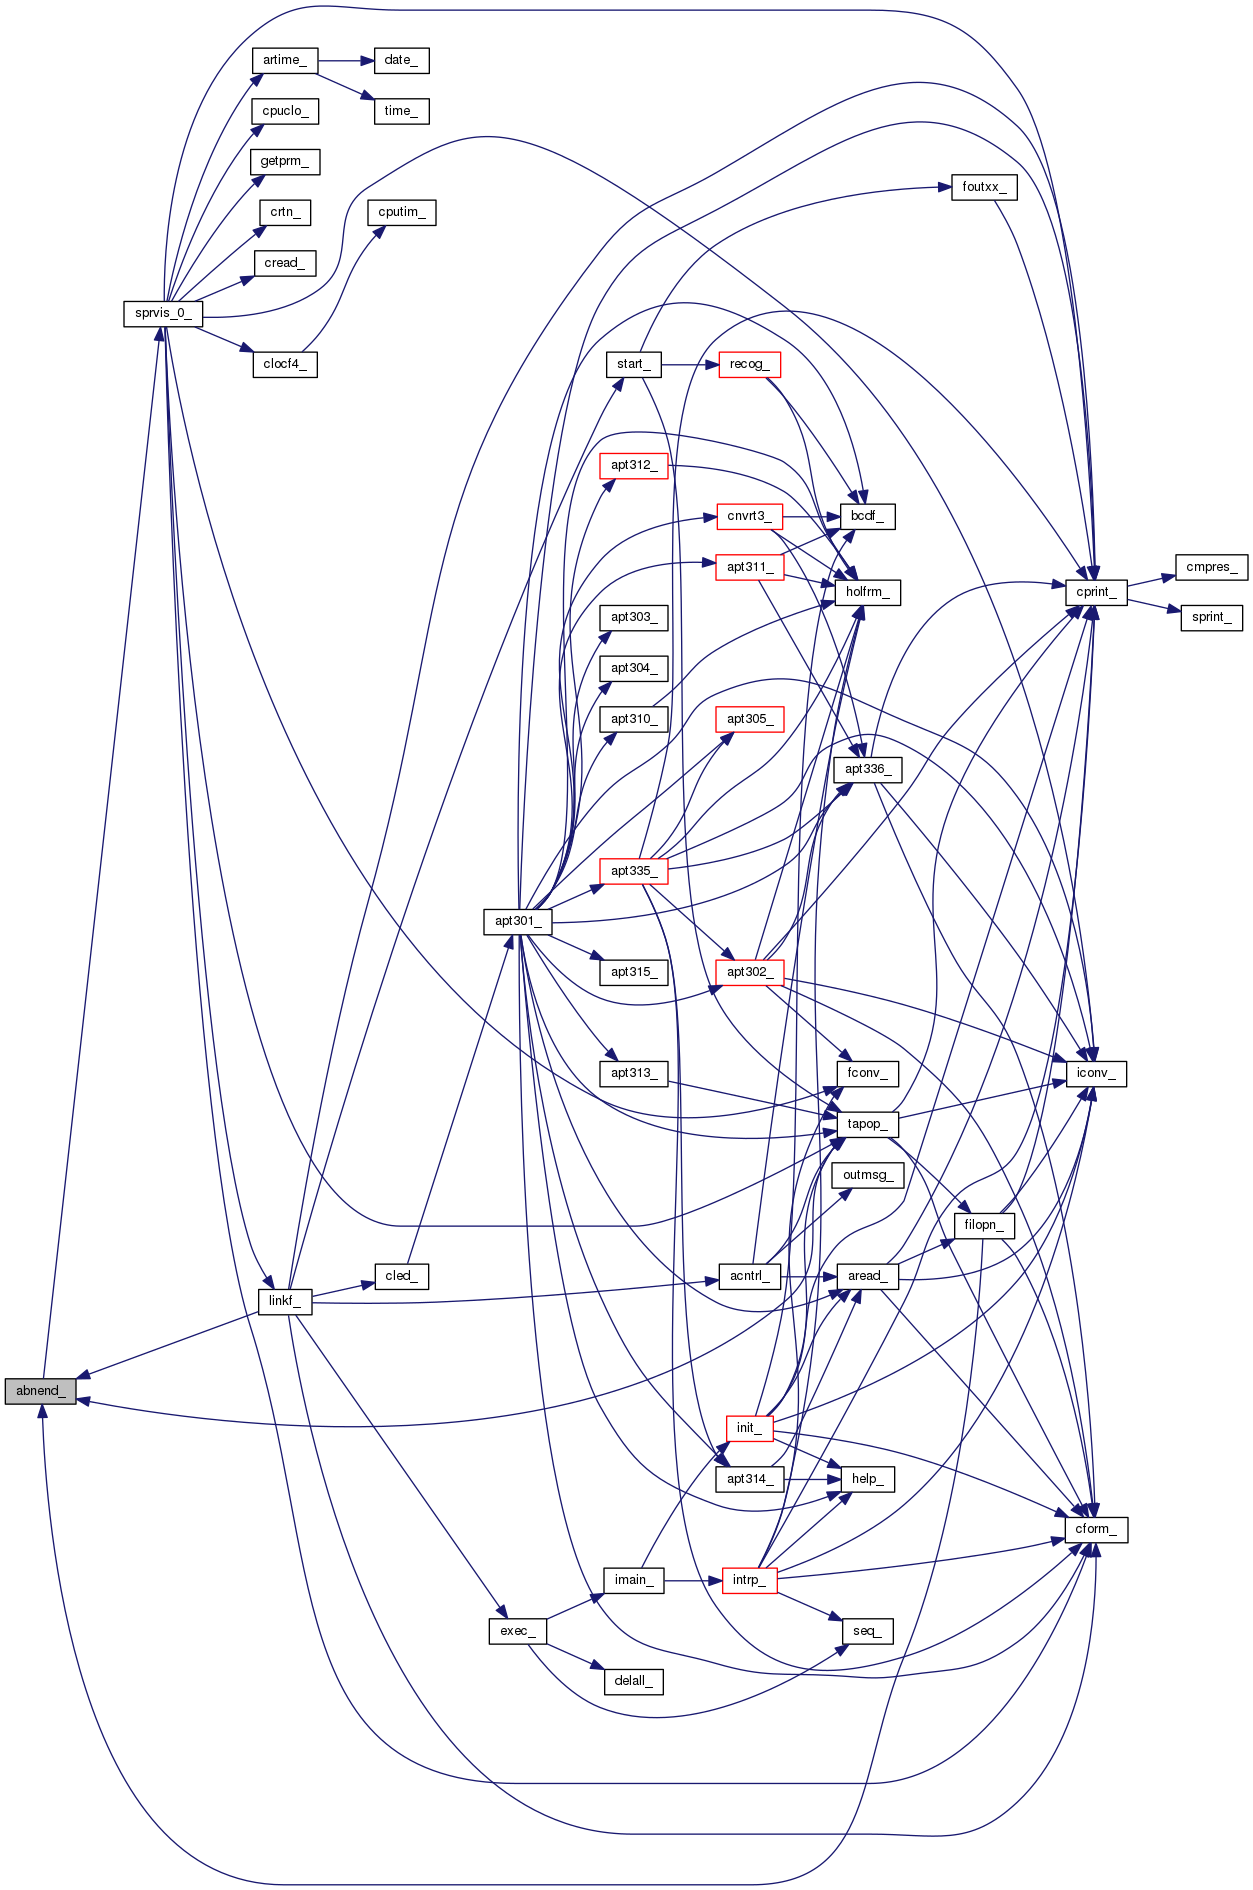 artime_
date_
time_
cpuclo_
getprm_
foutxx_
crtn_
cputim_
cread_
sprvis_0_
clocf4_
start_
recog_
apt312_
cnvrt3_
bcdf_
apt311_
cmpres_
holfrm_
cprint_
apt303_
sprint_
apt304_
apt310_
apt305_
apt336_
apt335_
apt301_
apt315_
apt302_
apt313_
fconv_
iconv_
tapop_
outmsg_
filopn_
cled_
acntrl_
aread_
linkf_
abnend_
init_
apt314_
help_
cform_
imain_
intrp_
exec_
seq_
delall_